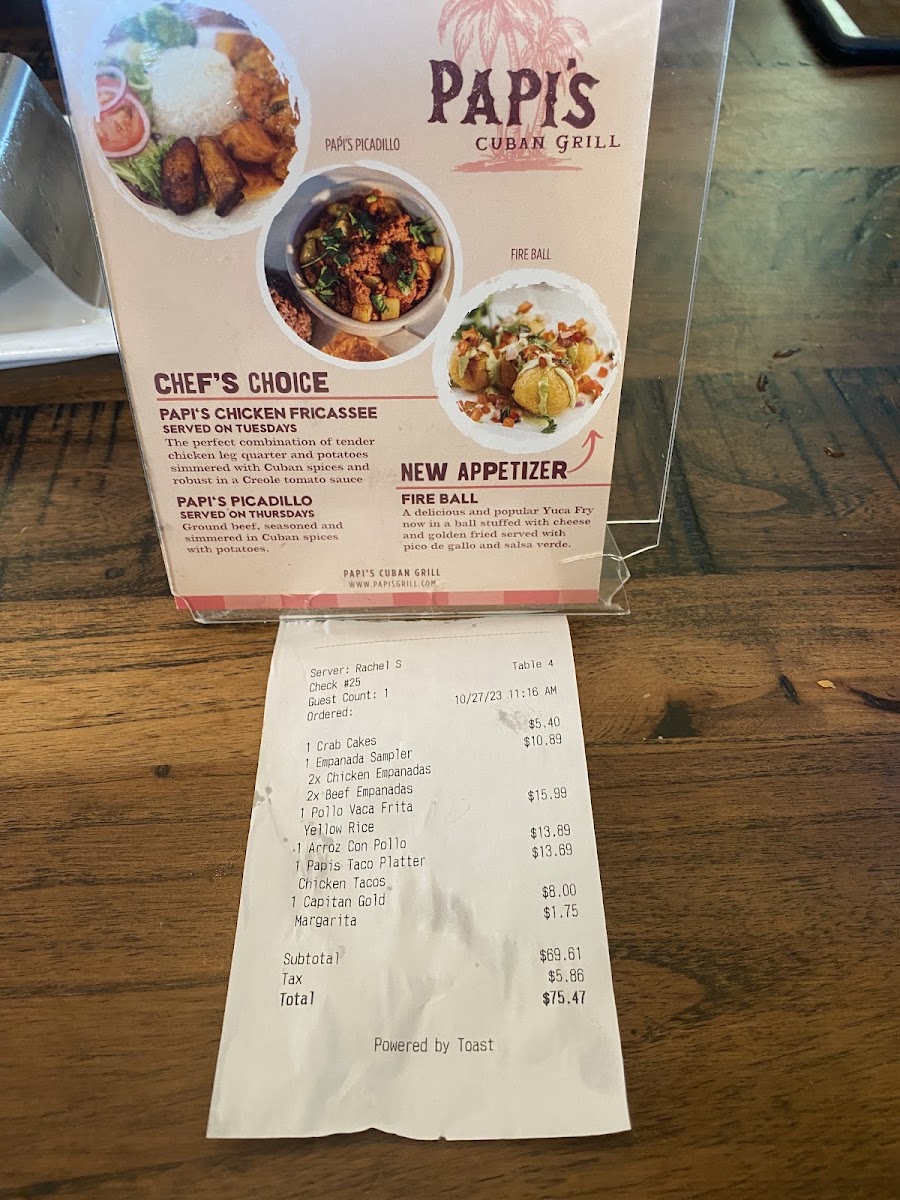 PAPI'S
CUBAN GRILL
PAPI'S PICADILLO
FIRE BALL
CHEF'S CHOICE
PAPI'S CHICKEN FRICASSEE
SERVED ON TUESDAYS
The perfect combination of tender
chicken leg quarter and potatoes
simmered with Cuban spices and
robust in a Creole tomato sauce
PAPI'S PICADILLO
SERVED ON THURSDAYS
Ground beef, seasoned and
simmered in Cuban spices
with potatoes.
NEW APPETIZER
FIRE BALL
A delicious and popular Yuca Fry
now in a ball stuffed with cheese
and golden fried served with
pico de gallo and salsa verde.
PAPI'S CUBAN GRILL
WWW.PAPISGRILL.COM
Server: Rachel S Table 4
Check #25
Guest Count: 1 10/27/23 11:16 AM
Ordered:
1 Crab Cakes $5.40
1 Empanada Sampler $10.89
2x Chicken Empanadas
2x Beef Empanadas
1 Pollo Vaca Frita $15.99
Yellow Rice
1 Arroz Con Pollo $13.89
1 Papis Taco Platter $13.69
Chicken Tacos
1 Capitan Gold $8.00
Margarita $1.75
Subtotal $69.61
Tax $5.86
Total $75.47
Powered by Toast